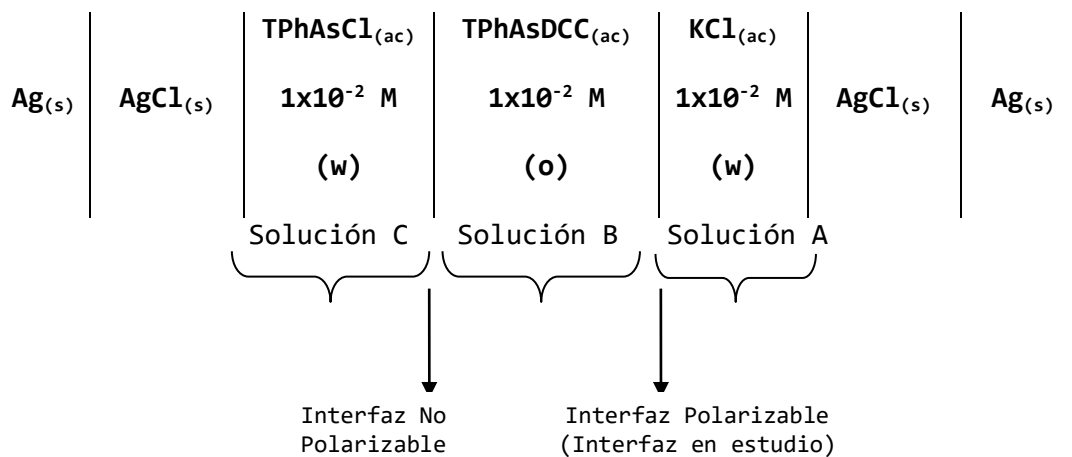 TPhAsCl(ac) TPhAsDCC(ac) KCl(ac)
Ag(s) AgCl(s) 1x10⁻² M 1x10⁻² M 1x10⁻² M AgCl(s) Ag(s)
(w) (o) (w)
Solución C Solución B Solución A
Interfaz No Interfaz Polarizable
Polarizable (Interfaz en estudio)